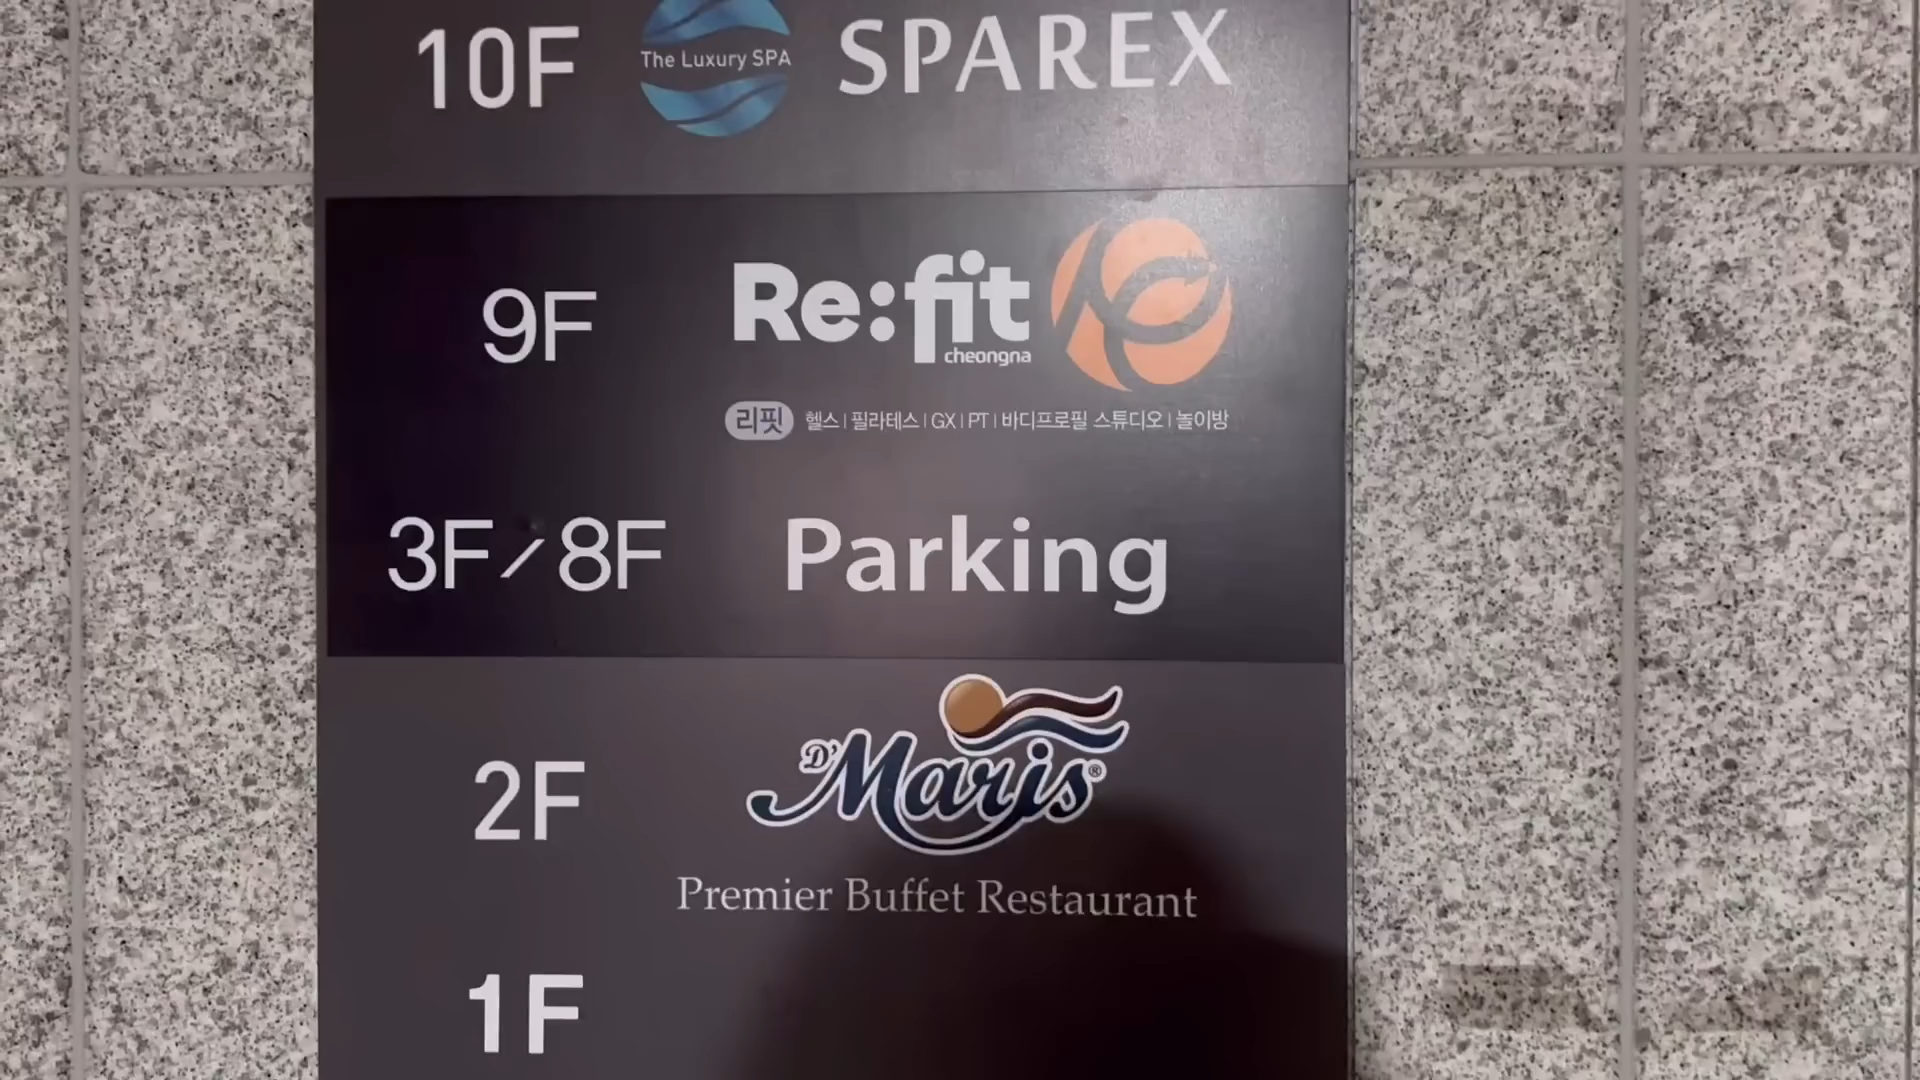 10F The Luxury SPA SPAREX
9F Re:fit
cheongna
리핏 헬스 | 필라테스 | GX | PT | 바디프로필 스튜디오 | 놀이방
3F/8F Parking
2F D'Maris®
Premier Buffet Restaurant
1F